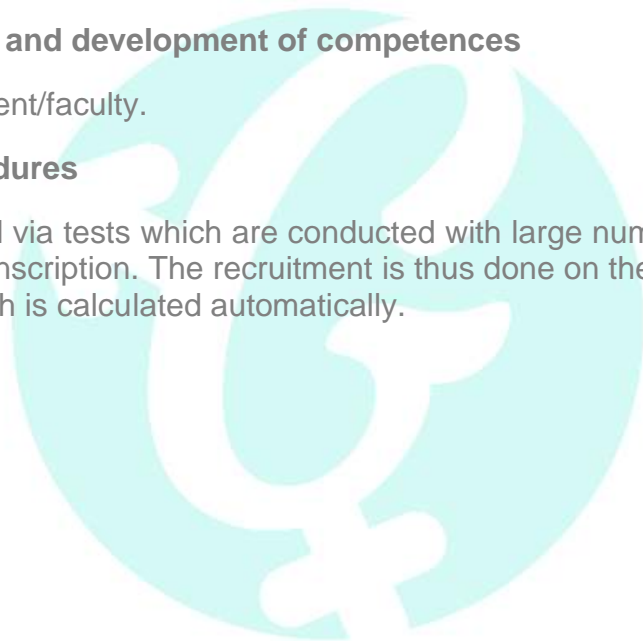 and development of competences
ent/faculty.
dures
via tests which are conducted with large num
nscription. The recruitment is thus done on the
h is calculated automatically.